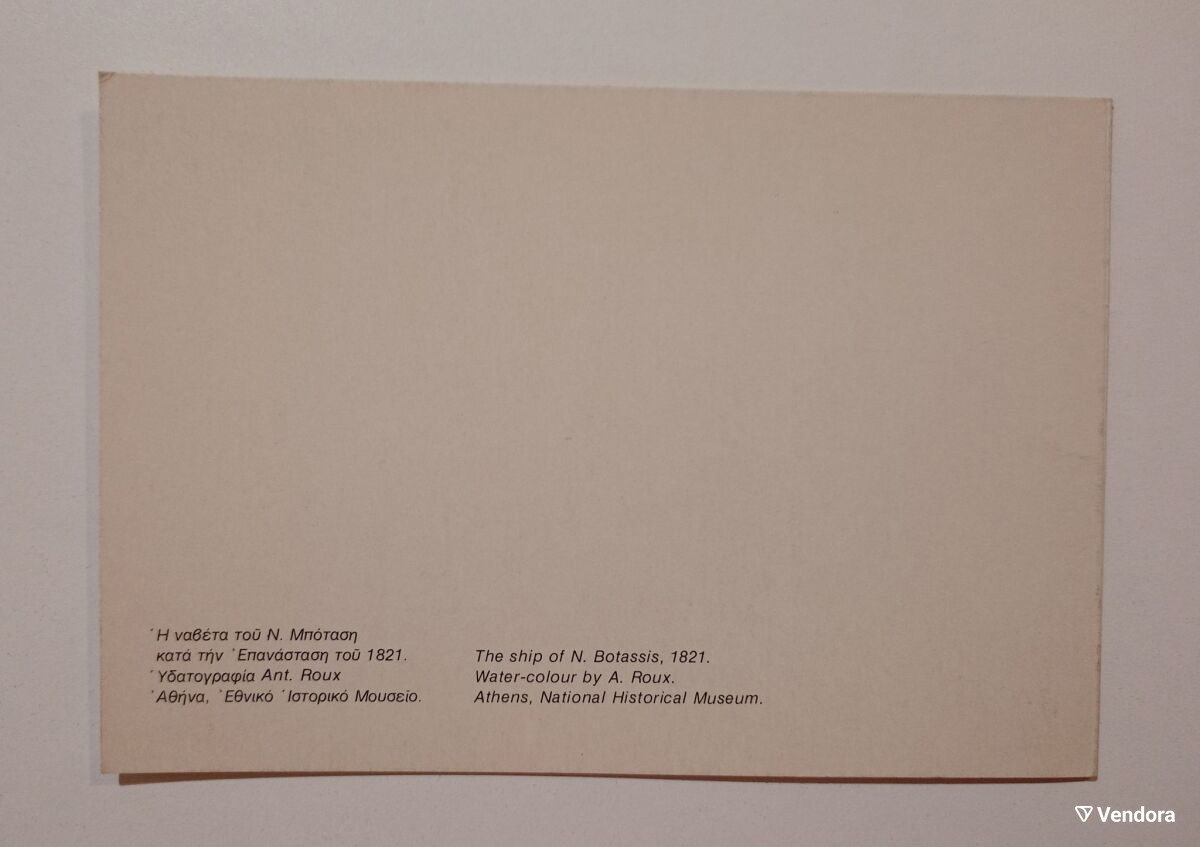 Ἡ ναβέτα τοῦ Ν. Μπόταση
κατά τήν Ἐπανάσταση τοῦ 1821.
Ὑδατογραφία Ant. Roux
Ἀθήνα, Ἐθνικό Ἱστορικό Μουσεῖο.
The ship of N. Botassis, 1821.
Water-colour by A. Roux.
Athens, National Historical Museum.
Vendora